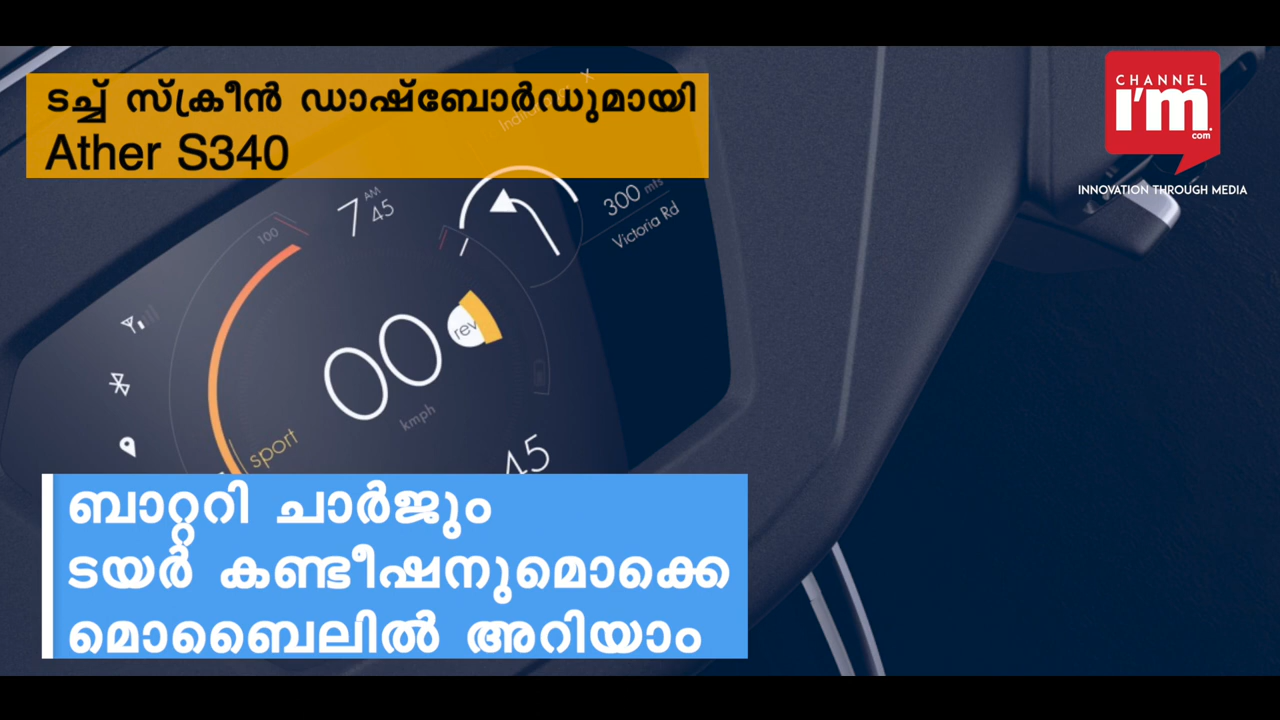 ടച്ച് സ്ക്രീൻ ഡാഷ്ബോർഡുമായി
Ather S340
CHANNEL
i'm
.com
INNOVATION THROUGH MEDIA
7 AM
45
300 mts
Victoria Rd
100
00
rev
kmph
sport
45
ബാറ്ററി ചാർജും
ടയർ കണ്ടീഷനുമൊക്കെ
മൊബൈലിൽ അറിയാം